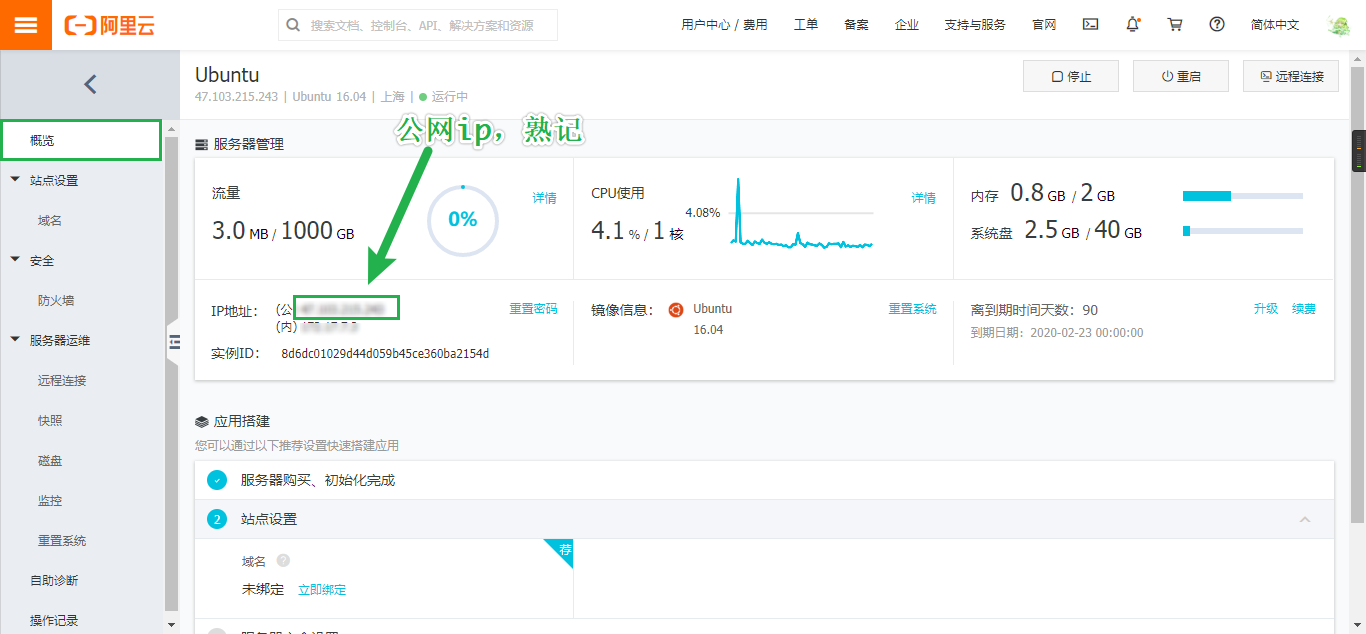 阿里云
搜索文档、控制台、API、解决方案和资源
用户中心 / 费用 工单 备案 企业 支持与服务 官网 简体中文
概览
站点设置
域名
安全
防火墙
服务器运维
远程连接
快照
磁盘
监控
重置系统
自助诊断
操作记录
Ubuntu
47.103.215.243 | Ubuntu 16.04 | 上海 | 运行中
停止 重启 远程连接
公网ip，熟记
服务器管理
流量 详情
3.0 MB / 1000 GB
0%
CPU使用 详情
4.1 % / 1 核
4.08%
内存 0.8 GB / 2 GB
系统盘 2.5 GB / 40 GB
IP地址： (公 重置密码
(内)
实例ID： 8d6dc01029d44d059b45ce360ba2154d
镜像信息： Ubuntu 重置系统
16.04
离到期时间天数：90 升级 续费
到期日期：2020-02-23 00:00:00
应用搭建
您可以通过以下推荐设置快速搭建应用
服务器购买、初始化完成
2 站点设置
域名 ? 荐
未绑定 立即绑定